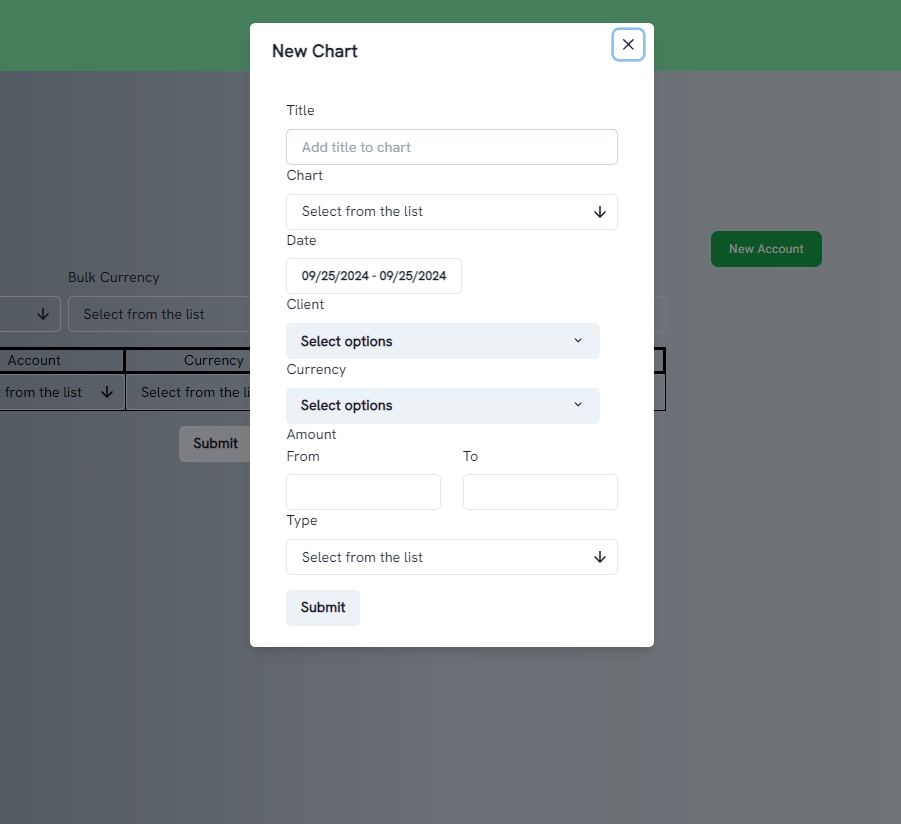 New Chart
Title
Add title to chart
Chart
Select from the list
Date
09/25/2024 - 09/25/2024
Client
Select options
Currency
Select options
Amount
From
To
Type
Select from the list
Submit
New Account
Bulk Currency
Select from the list
Account
Currency
from the list
Select from the li
Submit